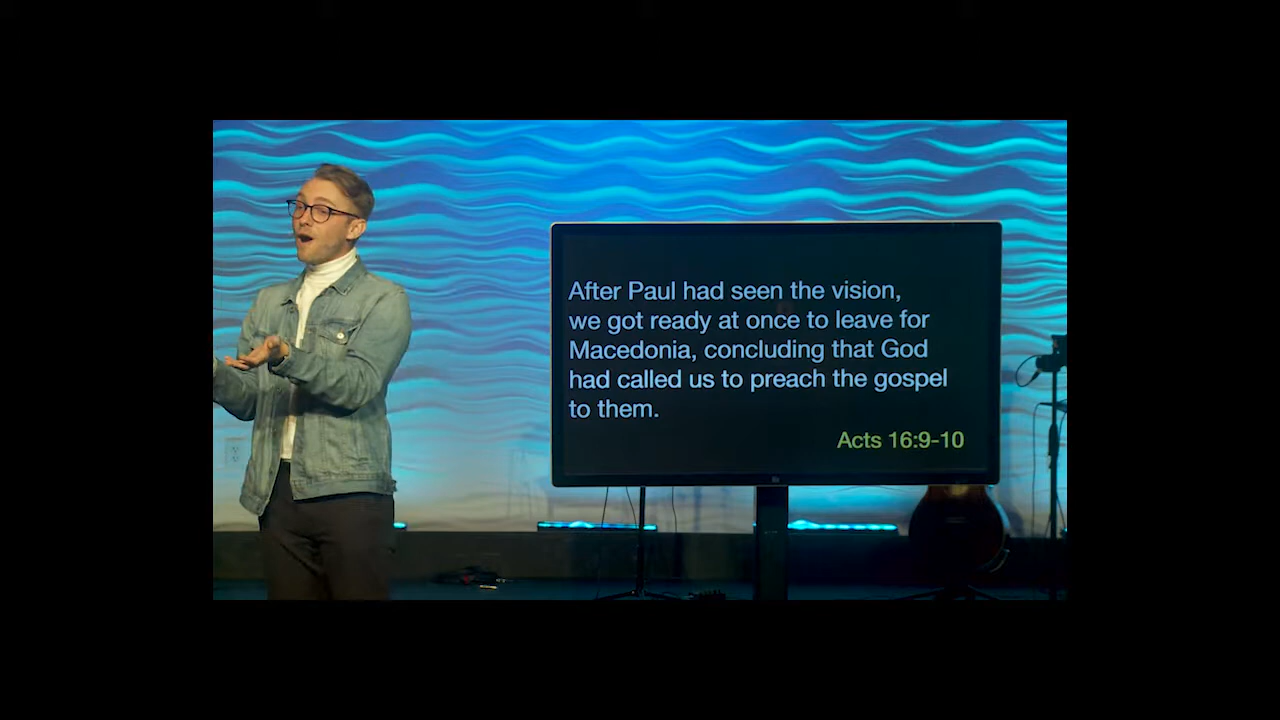 After Paul had seen the vision,
we got ready at once to leave for
Macedonia, concluding that God
had called us to preach the gospel
to them.
Acts 16:9-10